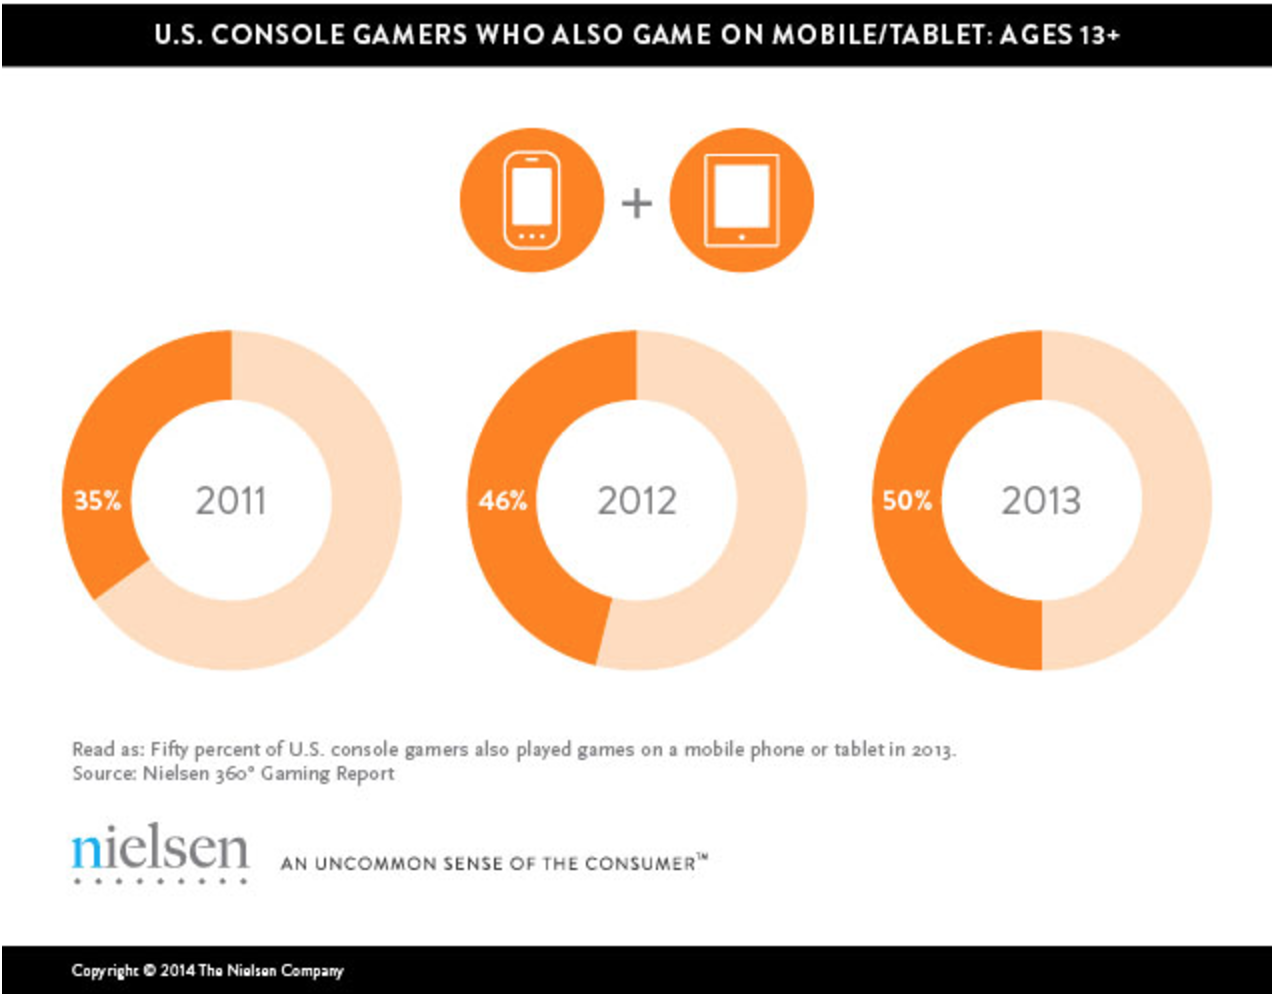 U.S. CONSOLE GAMERS WHO ALSO GAME ON MOBILE/TABLET: AGES 13+
+
35%
2011
46%
2012
50%
2013
Read as: Fifty percent of U.S. console gamers also played games on a mobile phone or tablet in 2013.
Source: Nielsen 360° Gaming Report
nielsen
AN UNCOMMON SENSE OF THE CONSUMER™
Copyright © 2014 The Nielsen Company